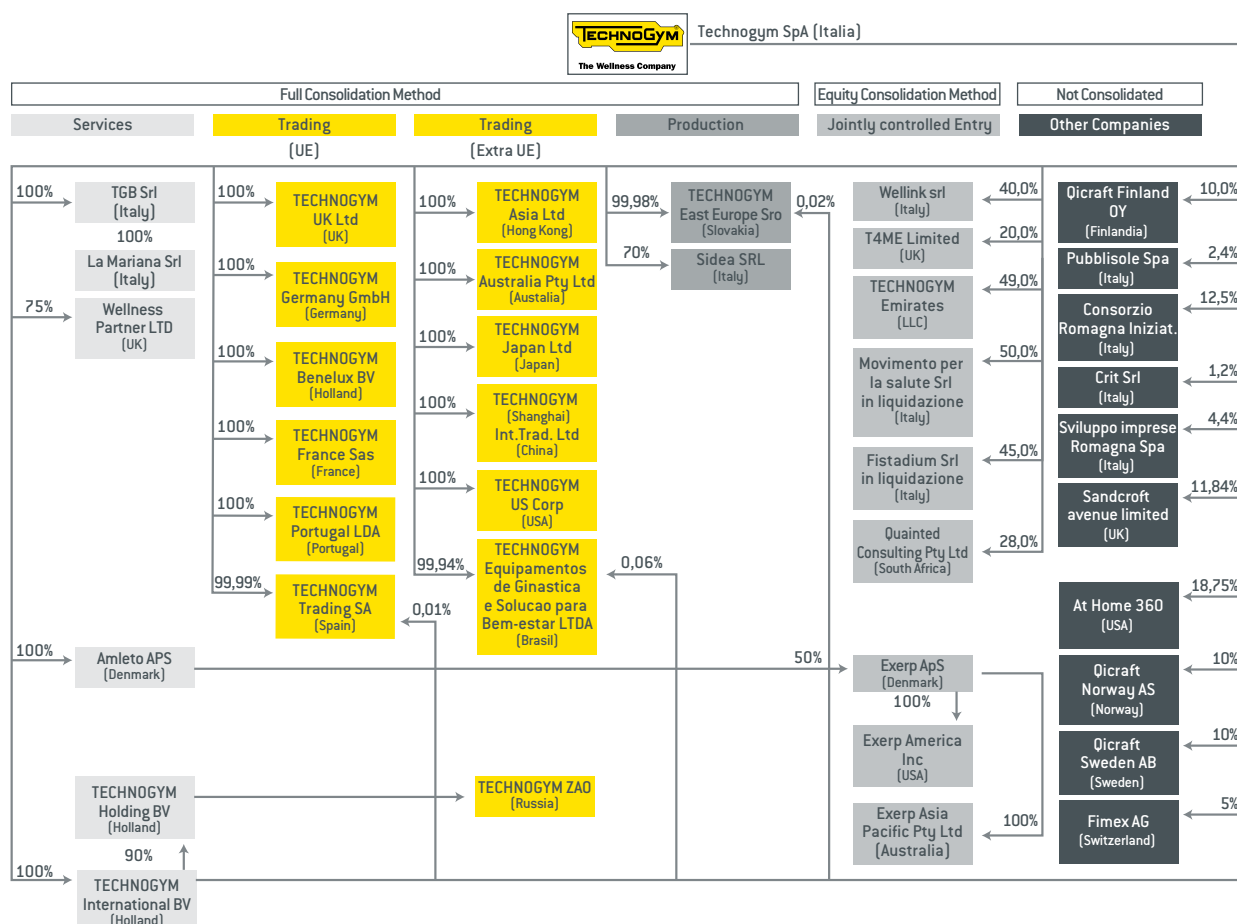 TECHNOGYM
The Wellness Company
Technogym SpA (Italia)
Full Consolidation Method
Equity Consolidation Method
Not Consolidated
Services
Trading
(UE)
Trading
(Extra UE)
Production
Jointly controlled Entry
Other Companies
100%
TGB Srl
(Italy)
100%
La Mariana Srl
(Italy)
75%
Wellness
Partner LTD
(UK)
100%
Amleto APS
(Denmark)
TECHNOGYM
Holding BV
(Holland)
90%
100%
TECHNOGYM
International BV
(Holland)
100%
TECHNOGYM
UK Ltd
(UK)
100%
TECHNOGYM
Germany GmbH
(Germany)
100%
TECHNOGYM
Benelux BV
(Holland)
100%
TECHNOGYM
France Sas
(France)
100%
TECHNOGYM
Portugal LDA
(Portugal)
99,99%
TECHNOGYM
Trading SA
(Spain)
0,01%
100%
TECHNOGYM
Asia Ltd
(Hong Kong)
100%
TECHNOGYM
Australia Pty Ltd
(Austalia)
100%
TECHNOGYM
Japan Ltd
(Japan)
100%
TECHNOGYM
(Shanghai)
Int.Trad. Ltd
(China)
100%
TECHNOGYM
US Corp
(USA)
99,94%
TECHNOGYM
Equipamentos
de Ginastica
e Solucao para
Bem-estar LTDA
(Brasil)
0,06%
TECHNOGYM ZAO
(Russia)
99,98%
TECHNOGYM
East Europe Sro
(Slovakia)
0,02%
70%
Sidea SRL
(Italy)
Wellink srl
(Italy)
40,0%
T4ME Limited
(UK)
20,0%
TECHNOGYM
Emirates
(LLC)
49,0%
Movimento per
la salute Srl
in liquidazione
(Italy)
50,0%
Fistadium Srl
in liquidazione
(Italy)
45,0%
Quainted
Consulting Pty Ltd
(South Africa)
28,0%
50%
Exerp ApS
(Denmark)
100%
Exerp America
Inc
(USA)
Exerp Asia
Pacific Pty Ltd
(Australia)
100%
Qicraft Finland
OY
(Finlandia)
10,0%
Pubblisole Spa
(Italy)
2,4%
Consorzio
Romagna Iniziat.
(Italy)
12,5%
Crit Srl
(Italy)
1,2%
Sviluppo imprese
Romagna Spa
(Italy)
4,4%
Sandcroft
avenue limited
(UK)
11,84%
At Home 360
(USA)
18,75%
Qicraft
Norway AS
(Norway)
10%
Qicraft
Sweden AB
(Sweden)
10%
Fimex AG
(Switzerland)
5%